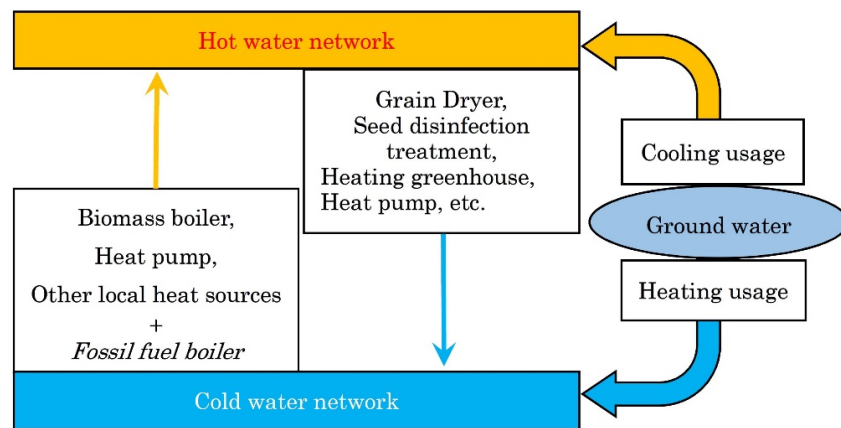 Hot water network
Grain Dryer,
Seed disinfection
treatment,
Heating greenhouse,
Heat pump, etc.
Cooling usage
Ground water
Heating usage
Biomass boiler,
Heat pump,
Other local heat sources
+
Fossil fuel boiler
Cold water network